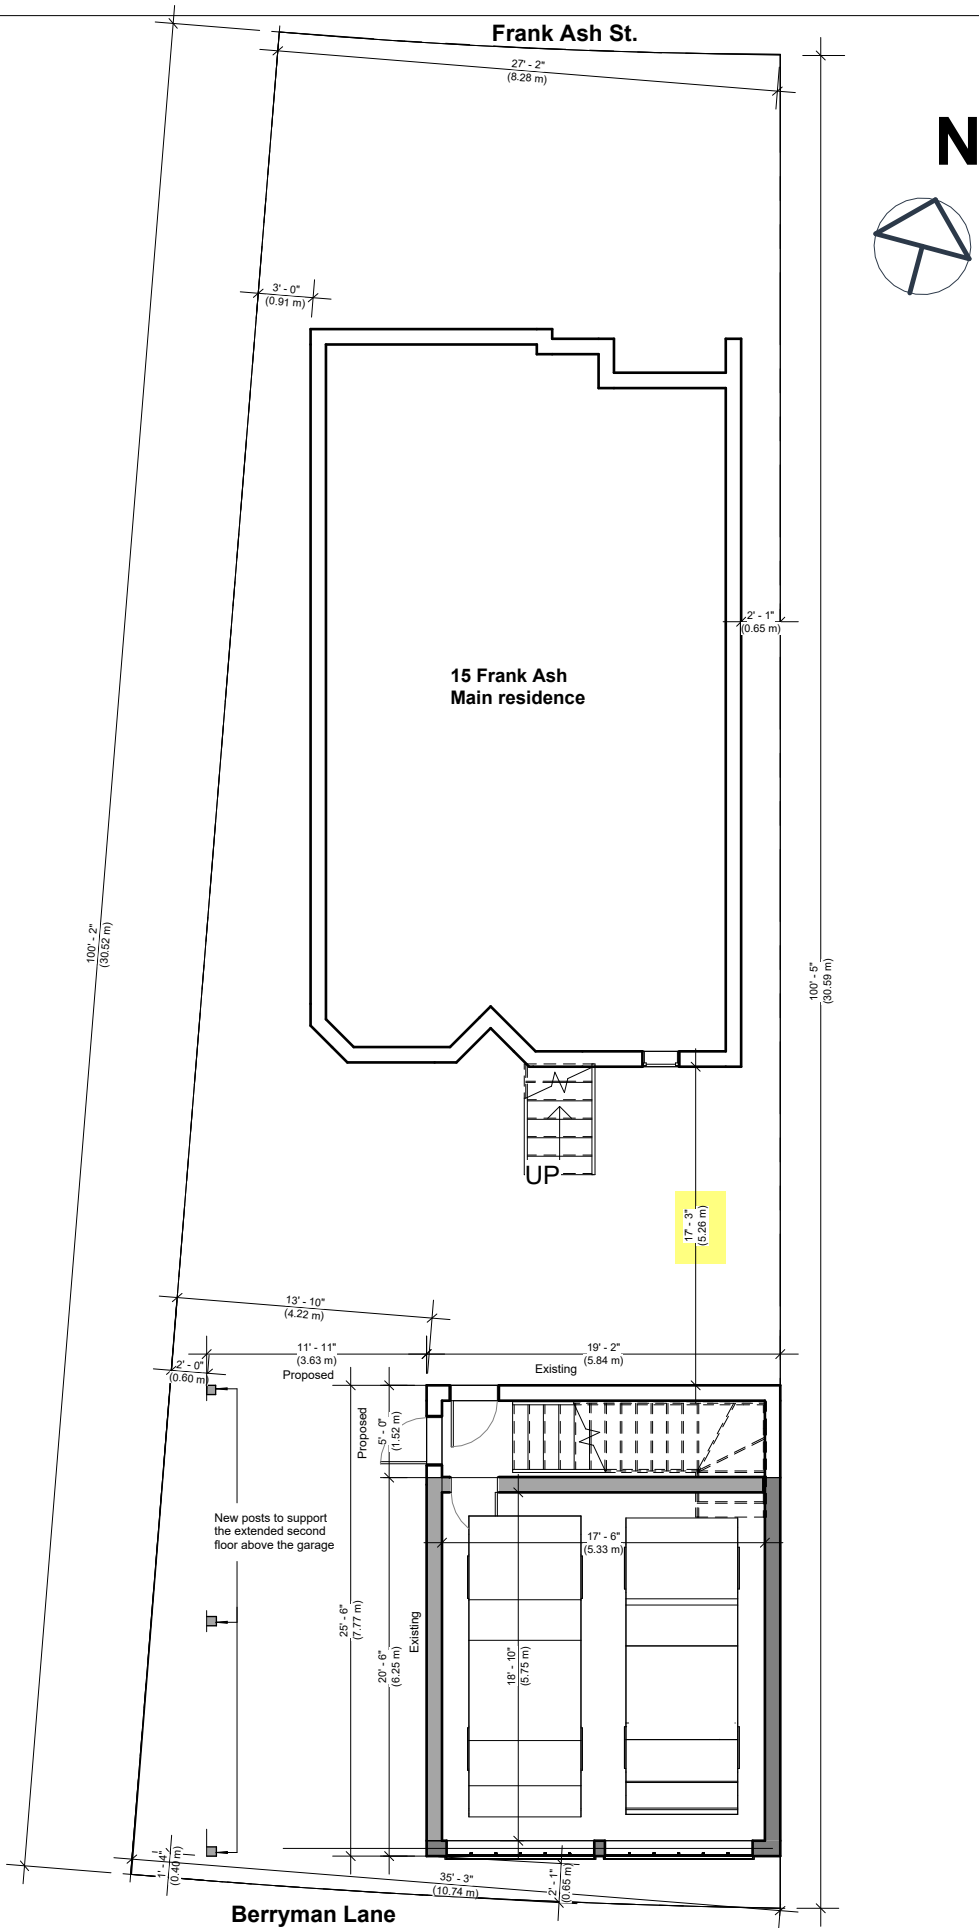 Frank Ash St.
27' - 2"
(8.28 m)
N
3' - 0"
(0.91 m)
2' - 1"
(0.65 m)
15 Frank Ash
Main residence
100' - 2"
(30.52 m)
100' - 5"
(30.59 m)
UP
17' - 3"
(5.26 m)
13' - 10"
(4.22 m)
11' - 11"
(3.63 m)
Proposed
19' - 2"
(5.84 m)
Existing
2' - 0"
(0.60 m)
Proposed
5' - 0"
(1.52 m)
New posts to support
the extended second
floor above the garage
17' - 6"
(5.33 m)
25' - 6"
(7.77 m)
20' - 6"
(6.25 m)
Existing
18' - 10"
(5.75 m)
1' - 4"
(0.40 m)
35' - 3"
(10.74 m)
2' - 1"
(0.65 m)
Berryman Lane